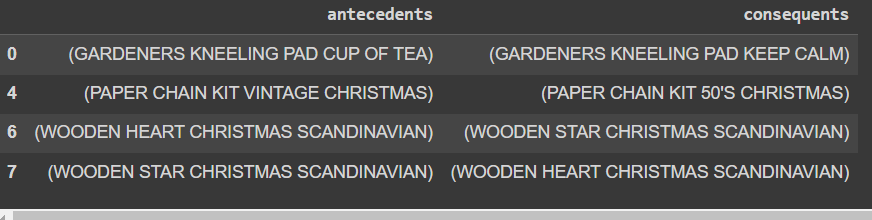 antecedents consequents
0 (GARDENERS KNEELING PAD CUP OF TEA) (GARDENERS KNEELING PAD KEEP CALM)
4 (PAPER CHAIN KIT VINTAGE CHRISTMAS) (PAPER CHAIN KIT 50'S CHRISTMAS)
6 (WOODEN HEART CHRISTMAS SCANDINAVIAN) (WOODEN STAR CHRISTMAS SCANDINAVIAN)
7 (WOODEN STAR CHRISTMAS SCANDINAVIAN) (WOODEN HEART CHRISTMAS SCANDINAVIAN)